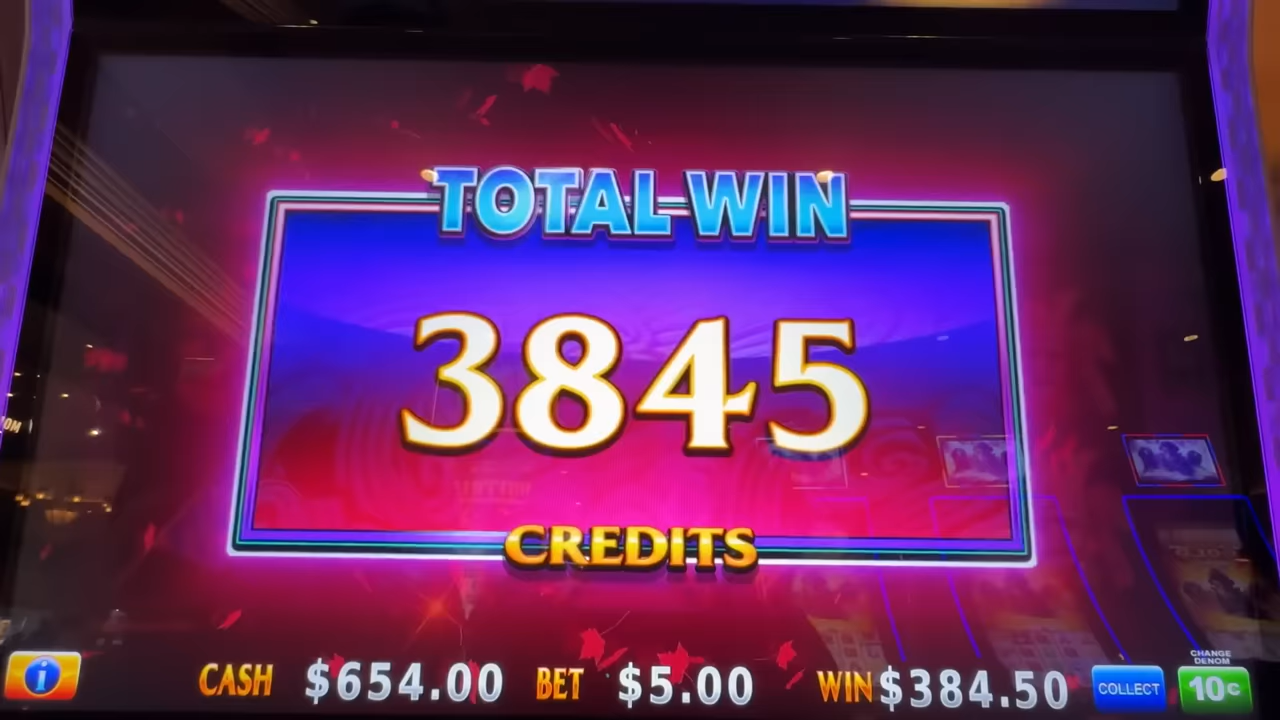 TOTAL WIN
3845
CREDITS
CHANGE
DENOM
i CASH $654.00 BET $5.00 WIN $384.50 COLLECT 10¢